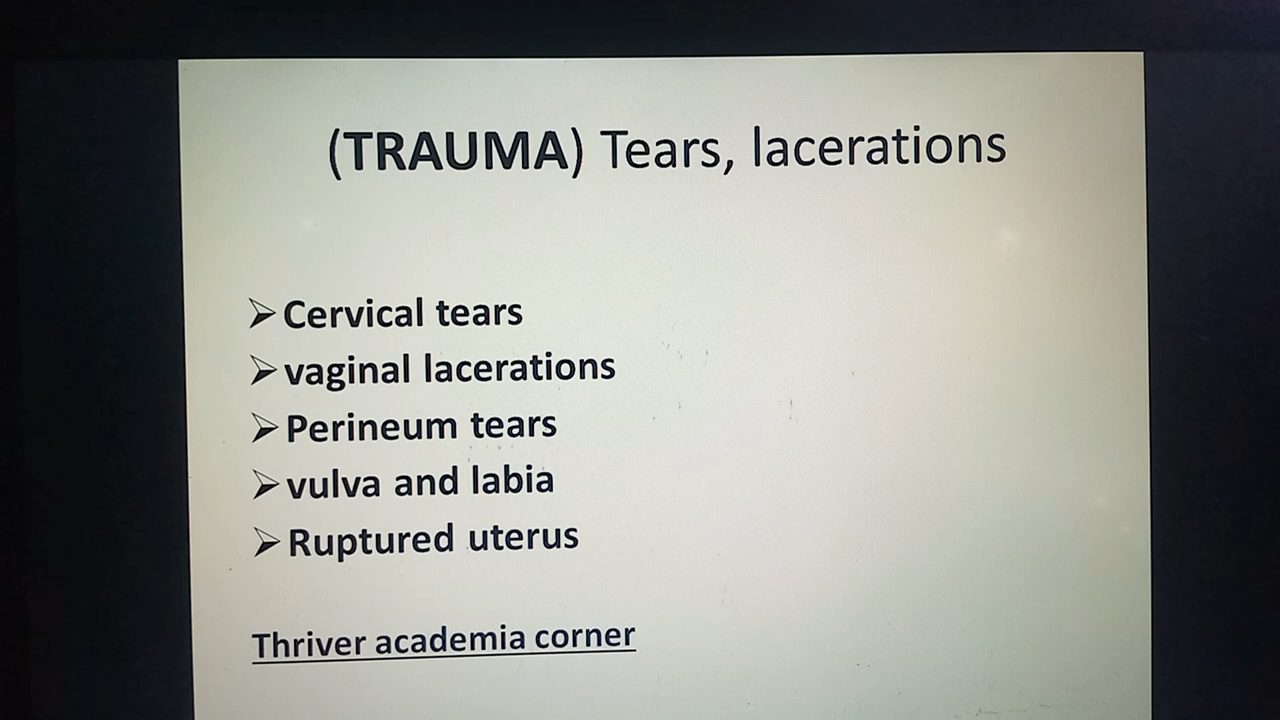 (TRAUMA) Tears, lacerations
➢Cervical tears
➢vaginal lacerations
➢Perineum tears
➢vulva and labia
➢Ruptured uterus
Thriver academia corner